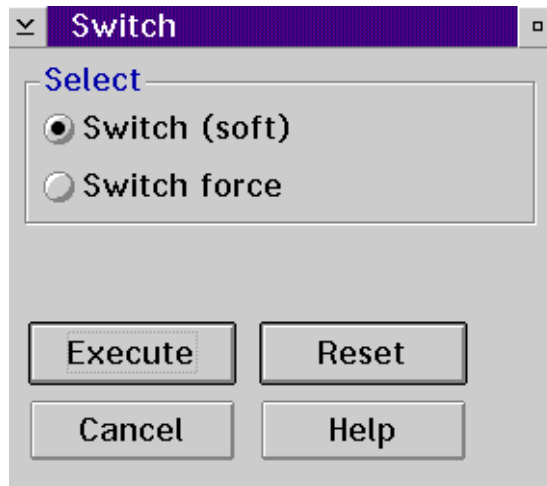 Switch
Select
Switch (soft)
Switch force
Execute Reset
Cancel Help